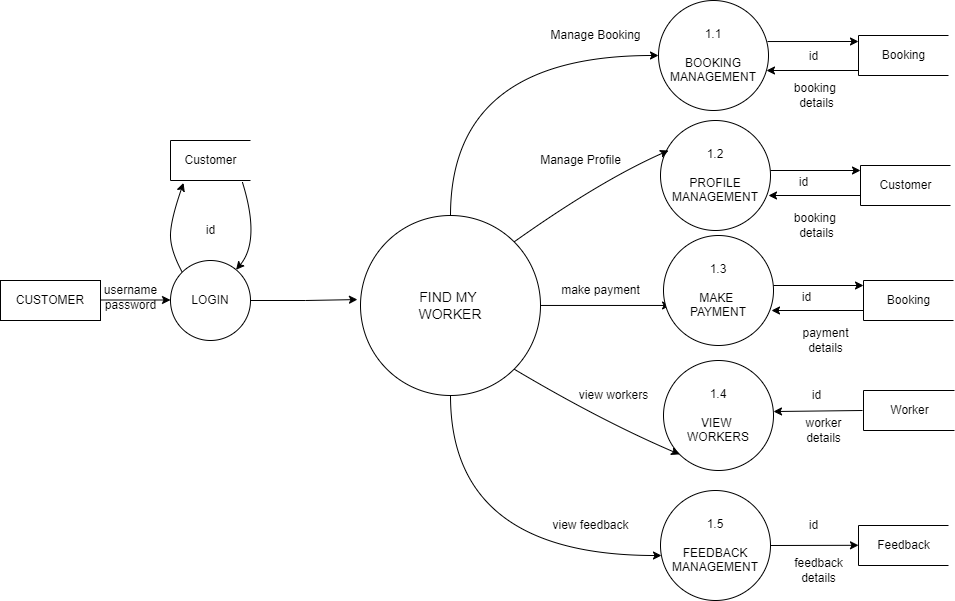 CUSTOMER
username
password
LOGIN
Customer
id
FIND MY
WORKER
Manage Booking
1.1
BOOKING
MANAGEMENT
id
booking
details
Booking
Manage Profile
1.2
PROFILE
MANAGEMENT
id
booking
details
Customer
make payment
1.3
MAKE
PAYMENT
id
payment
details
Booking
view workers
1.4
VIEW
WORKERS
id
worker
details
Worker
view feedback
1.5
FEEDBACK
MANAGEMENT
id
feedback
details
Feedback